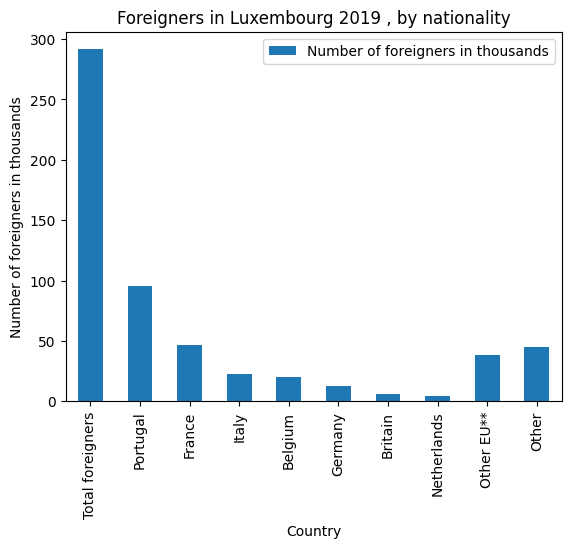 Foreigners in Luxembourg 2019 , by nationality
Number of foreigners in thousands
Number of foreigners in thousands
300
250
200
150
100
50
0
Total foreigners
Portugal
France
Italy
Belgium
Germany
Britain
Netherlands
Other EU**
Other
Country